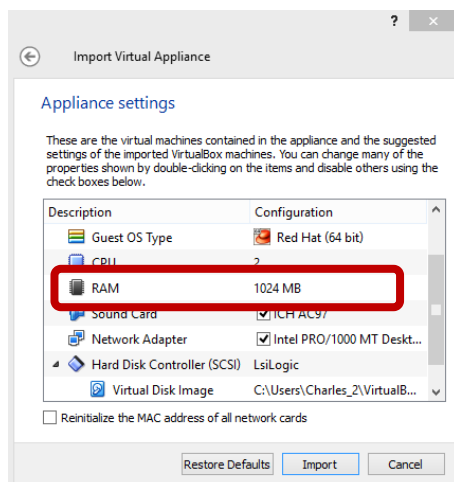 ?
Import Virtual Appliance
Appliance settings
These are the virtual machines contained in the appliance and the suggested
settings of the imported VirtualBox machines. You can change many of the
properties shown by double-clicking on the items and disable others using the
check boxes below.
Description Configuration
Guest OS Type Red Hat (64 bit)
CPU 2
RAM 1024 MB
Sound Card ICH AC97
Network Adapter Intel PRO/1000 MT Deskt...
Hard Disk Controller (SCSI) LsiLogic
Virtual Disk Image C:\Users\Charles_2\VirtualB...
Reinitialize the MAC address of all network cards
Restore Defaults Import Cancel